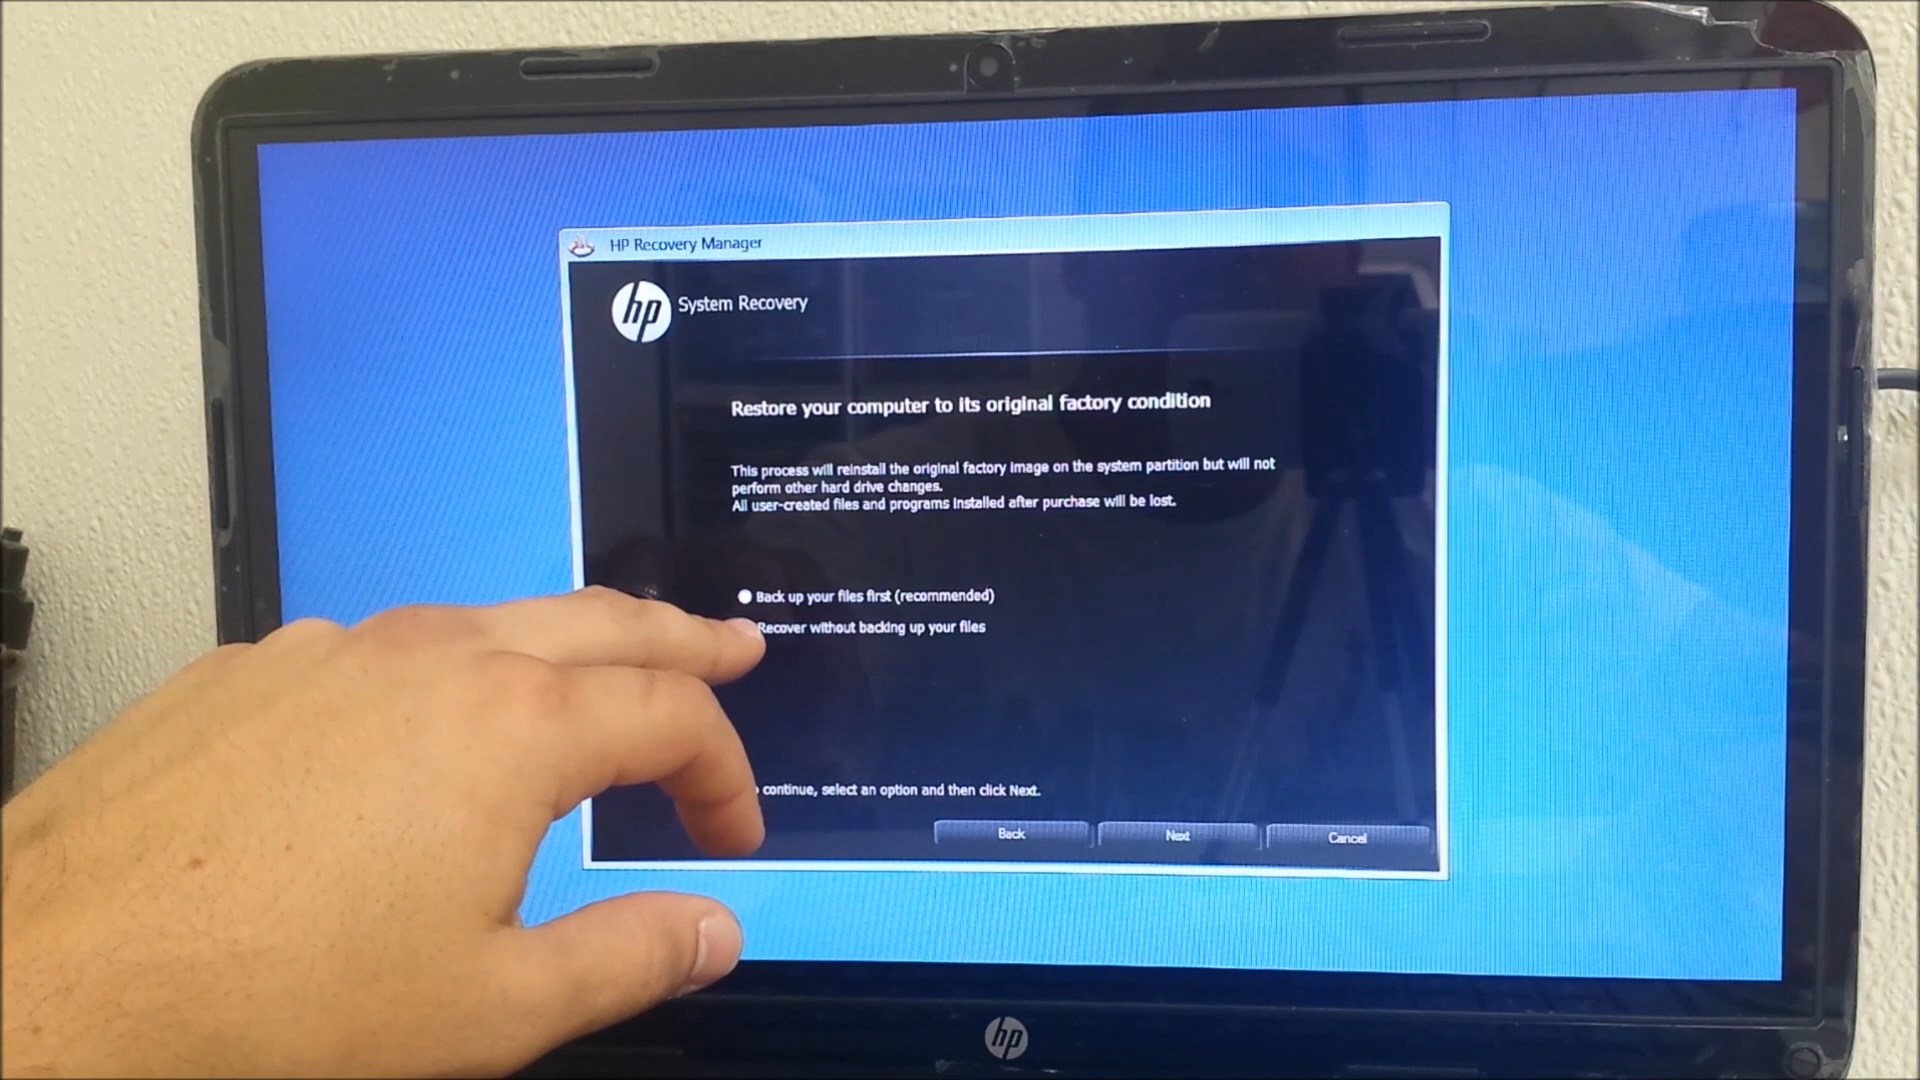 HP Recovery Manager
hp System Recovery
Restore your computer to its original factory condition
This process will reinstall the original factory image on the system partition but will not
perform other hard drive changes.
All user-created files and programs installed after purchase will be lost.
Back up your files first (recommended)
Recover without backing up your files
continue, select an option and then click Next.
Back Next Cancel
hp